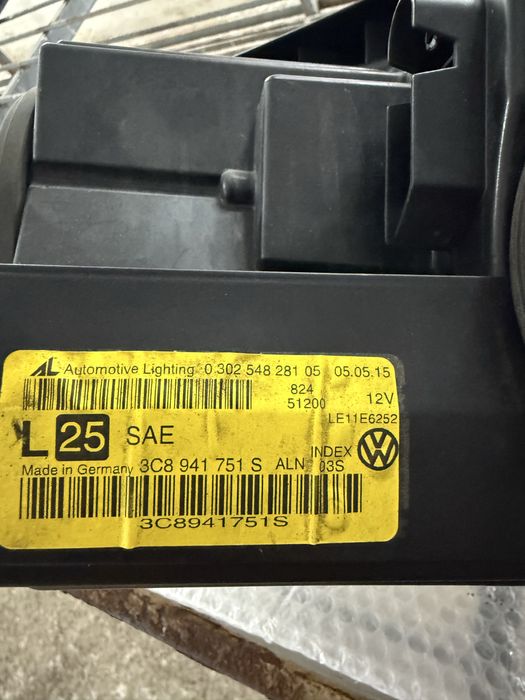 AL Automotive Lighting 0 302 548 281 05 05.05.15
824 12V
51200
LE11E6252
L 25 SAE
INDEX
Made in Germany 3C8 941 751 S ALN 03S
3C8941751S